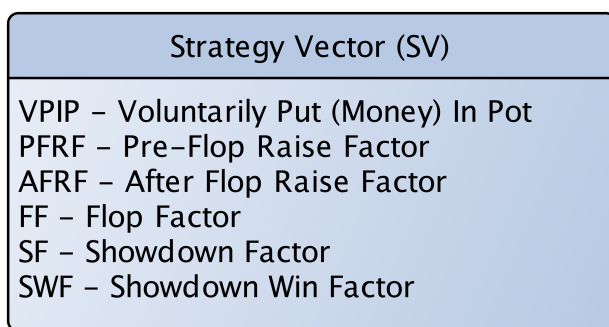 Strategy Vector (SV)
VPIP – Voluntarily Put (Money) In Pot
PFRF – Pre–Flop Raise Factor
AFRF – After Flop Raise Factor
FF – Flop Factor
SF – Showdown Factor
SWF – Showdown Win Factor